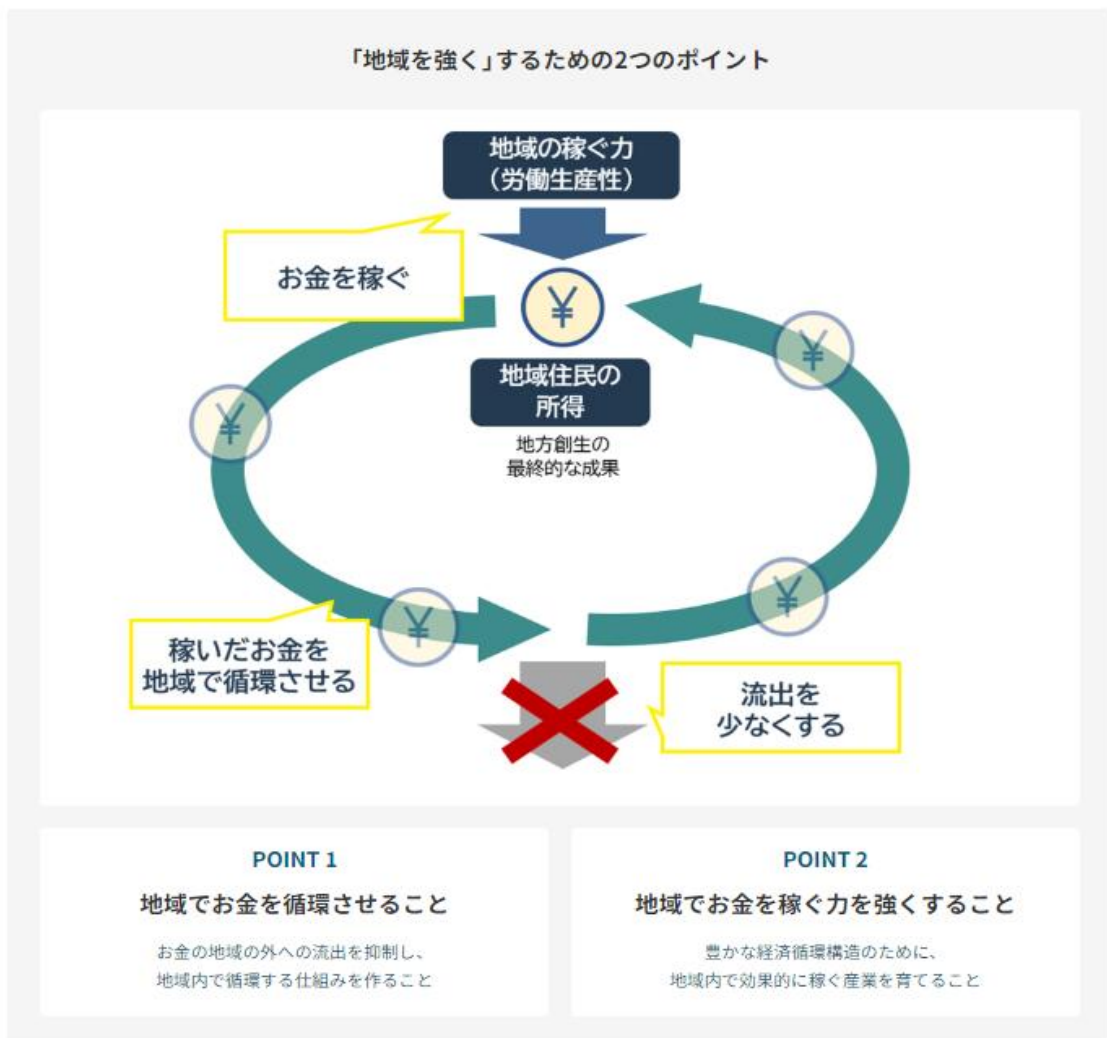 「地域を強く」するための2つのポイント
地域の稼ぐ力
（労働生産性）
お金を稼ぐ
¥
¥
¥
地域住民の
所得
地方創生の
最終的な成果
¥
¥
稼いだお金を
地域で循環させる
流出を
少なくする
POINT 1
地域でお金を循環させること
お金の地域の外への流出を抑制し、
地域内で循環する仕組みを作ること
POINT 2
地域でお金を稼ぐ力を強くすること
豊かな経済循環構造のために、
地域内で効果的に稼ぐ産業を育てること